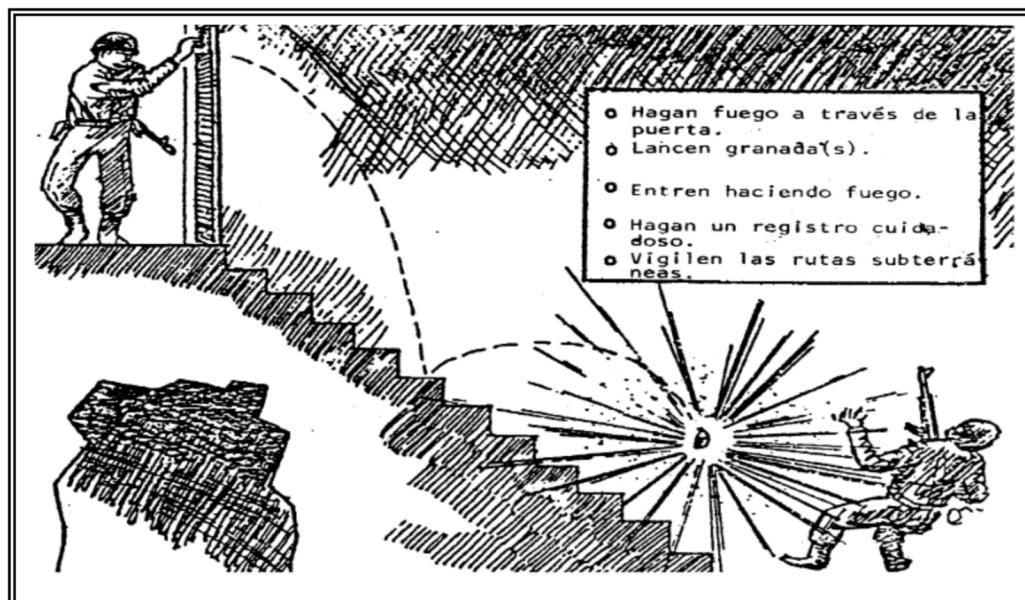 o Hagan fuego a través de la
puerta.
o Lancen granada(s).
o Entren haciendo fuego.
o Hagan un registro cuida-
doso.
o Vigilen las rutas subterrá
neas.